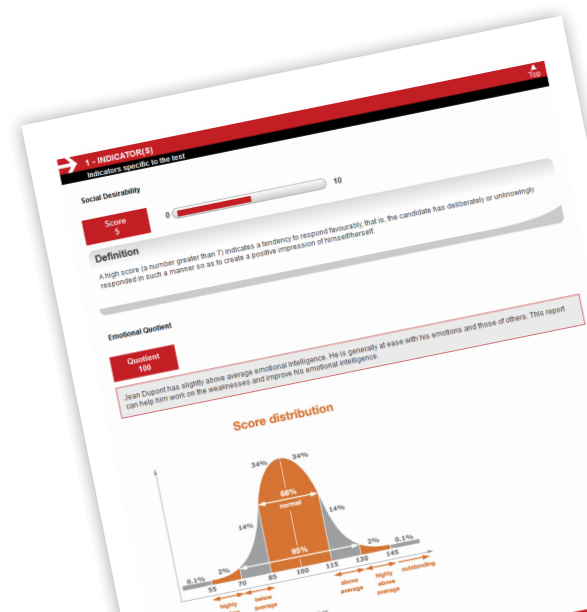 Top
1 - INDICATOR(S)
Indicators specific to the test
Social Desirability
Score
5
0
10
Definition
A high score (a number greater than 7) indicates a tendency to respond favourably, that is, the candidate has deliberately or unknowingly
responded in such a manner so as to create a positive impression of himself/herself.
Emotional Quotient
Quotient
100
Jean Dupont has slightly above average emotional intelligence. He is generally at ease with his emotions and those of others. This report
can help him work on the weaknesses and improve his emotional intelligence.
Score distribution
34% 34%
68%
normal
14% 14%
95%
0.1% 2% 2% 0.1%
55 70 85 100 115 130 145
highly below average above average highly above average outstanding